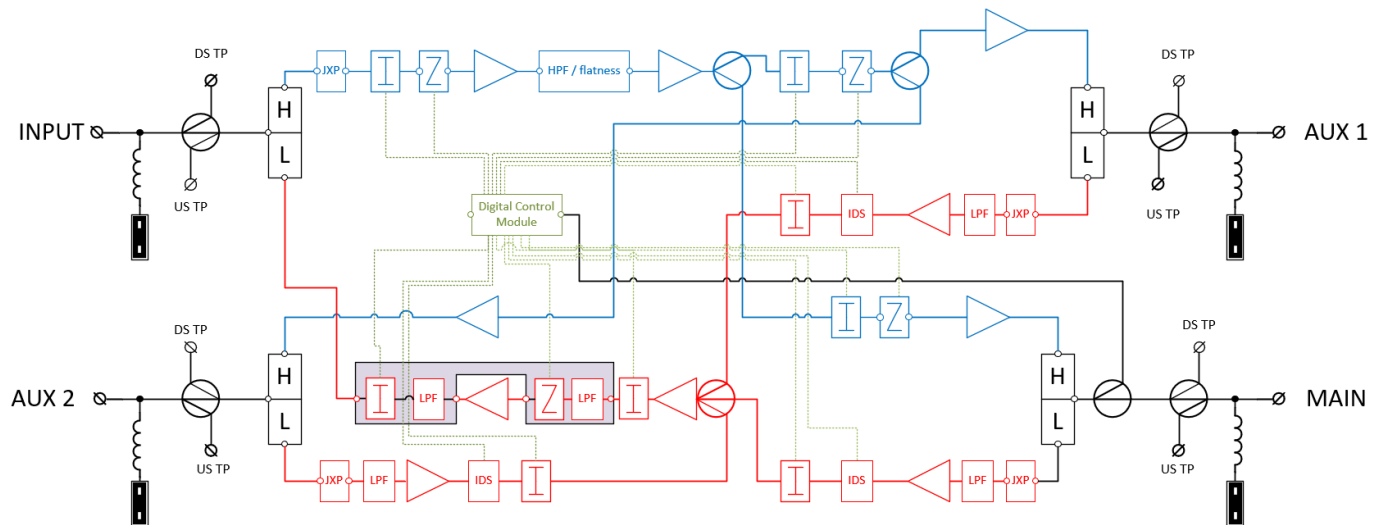 DS TP
JXP
I
Z
HPF / flatness
I
Z
DS TP
H
H
INPUT
AUX 1
L
L
US TP
US TP
Digital Control
Module
I
IDS
LPF
JXP
I
Z
DS TP
DS TP
H
H
AUX 2
I
LPF
Z
LPF
I
MAIN
L
L
US TP
US TP
JXP
LPF
IDS
I
I
IDS
LPF
JXP